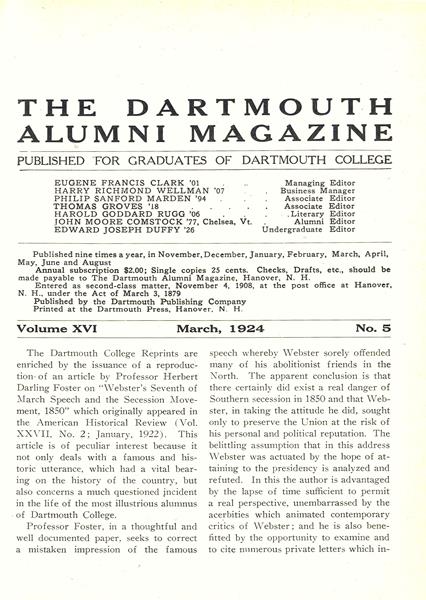 THE DARTMOUTH
ALUMNI MAGAZINE
PUBLISHED FOR GRADUATES OF DARTMOUTH COLLEGE
EUGENE FRANCIS CLARK '01 . . Managing Editor
HARRY RICHMOND WELLMAN '07 . . Business Manager
PHILIP SANFORD MARDEN '94 . . Associate Editor
THOMAS GROVES '18 . . . Associate Editor
HAROLD GODDARD RUGG '06 . . Literary Editor
JOHN MOORE COMSTOCK '77, Chelsea, Vt. . Alumni Editor
EDWARD JOSEPH DUFFY '26 Undergraduate Editor
Published nine times a year, in November, December, January, February, March, April,
May, June and August
Annual subscription $2.00; Single copies 25 cents. Checks, Drafts, etc., should be
made payable to The Dartmouth Alumni Magazine, Hanover, N. H.
Entered as second-class matter, November 4, 1908, at the post office at Hanover,
N. H., under the Act of March 3, 1879
Published by the Dartmouth Publishing Company
Printed at the Dartmouth Press, Hanover, N. H.
Volume XVI March, 1924 No. 5
The Dartmouth College Reprints are
enriched by the issuance of a reproduc-
tion of an article by Professor Herbert
Darling Foster on "Webster's Seventh of
March Speech and the Secession Move-
ment, 1850" which originally appeared in
the American Historical Review (Vol.
XXVII, No. 2; January, 1922). This
article is of peculiar interest because it
not only deals with a famous and his-
toric utterance, which had a vital bear-
ing on the history of the country, but
also concerns a much questioned incident
in the life of the most illustrious alumnus
of Dartmouth College.
Professor Foster, in a thoughtful and
well documented paper, seeks to correct
a mistaken impression of the famous
speech whereby Webster sorely offended
many of his abolitionist friends in the
North. The apparent conclusion is that
there certainly did exist a real danger of
Southern secession in 1850 and that Web-
ster, in taking the attitude he did, sought
only to preserve the Union at the risk of
his personal and political reputation. The
belittling assumption that in this address
Webster was actuated by the hope of at-
taining to the presidency is analyzed and
refuted. In this the author is advantaged
by the lapse of time sufficient to permit
a real perspective, unembarrassed by the
acerbities which animated contemporary
critics of Webster; and he is also bene-
fitted by the opportunity to examine and
to cite numerous private letters which in-